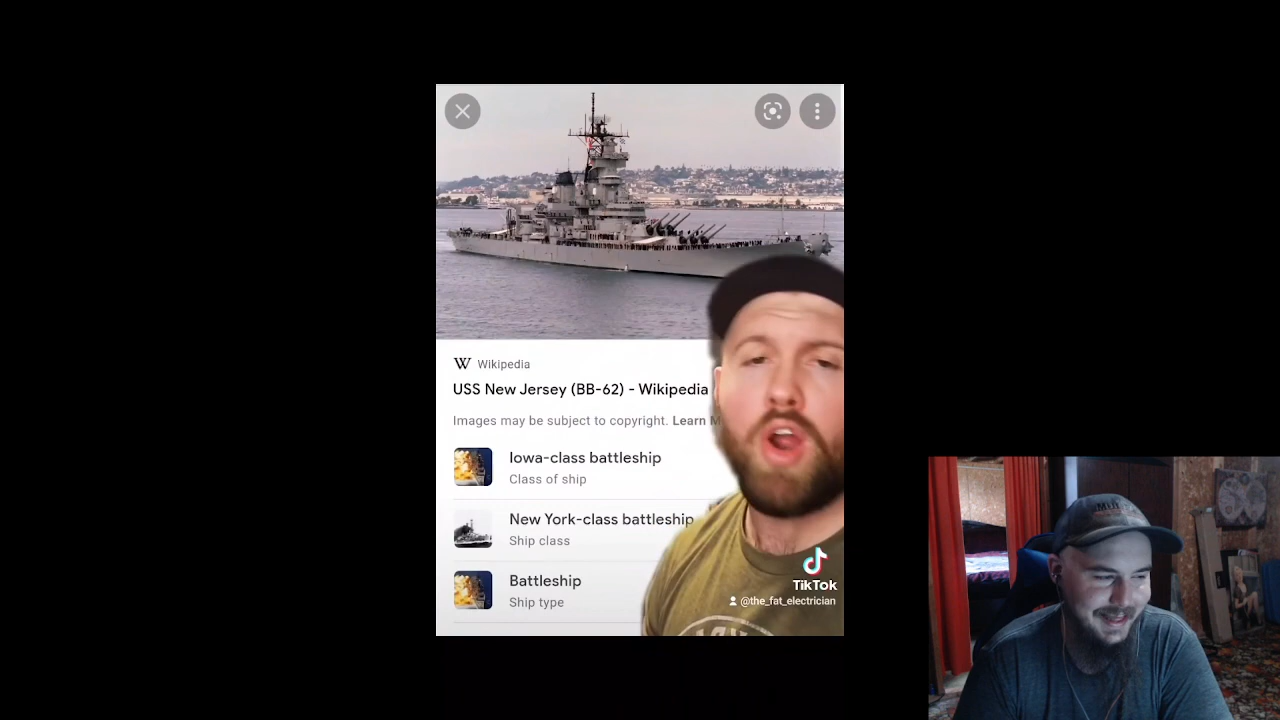 W Wikipedia
USS New Jersey (BB-62) - Wikipedia
Images may be subject to copyright. Learn M
Iowa-class battleship
Class of ship
New York-class battleship
Ship class
Battleship
Ship type
TikTok
@the_fat_electrician